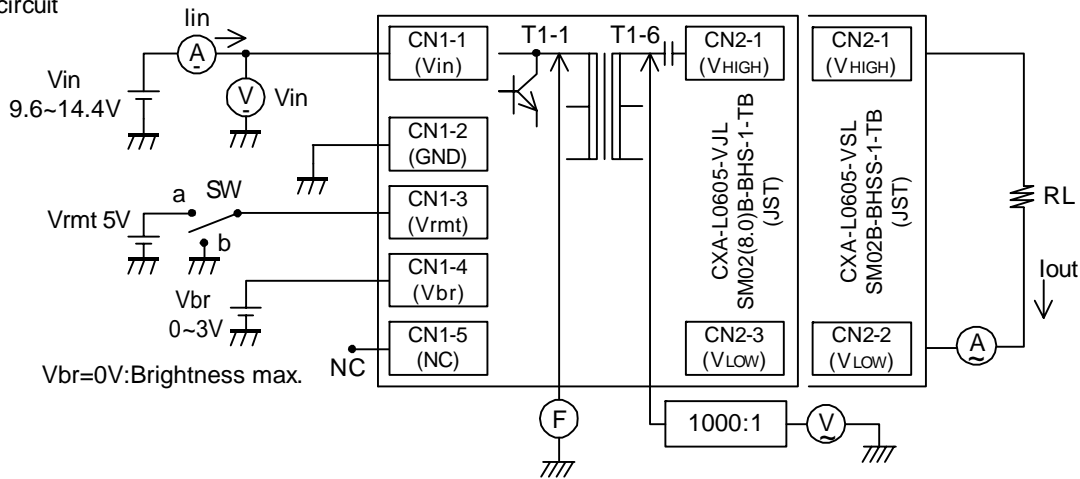 circuit
Iin
A
Vin
9.6~14.4V
V
Vin
CN1-1
(Vin)
T1-1
T1-6
CN2-1
(VHIGH)
CN2-1
(VHIGH)
CN1-2
(GND)
a
SW
Vrmt 5V
b
CN1-3
(Vrmt)
CXA-L0605-VJL
SM02(8.0)B-BHS-1-TB
(JST)
CXA-L0605-VSL
SM02B-BHSS-1-TB
(JST)
RL
Vbr
0~3V
CN1-4
(Vbr)
Iout
NC
CN1-5
(NC)
CN2-3
(VLOW)
CN2-2
(VLOW)
A
~
Vbr=0V:Brightness max.
F
1000:1
V
~